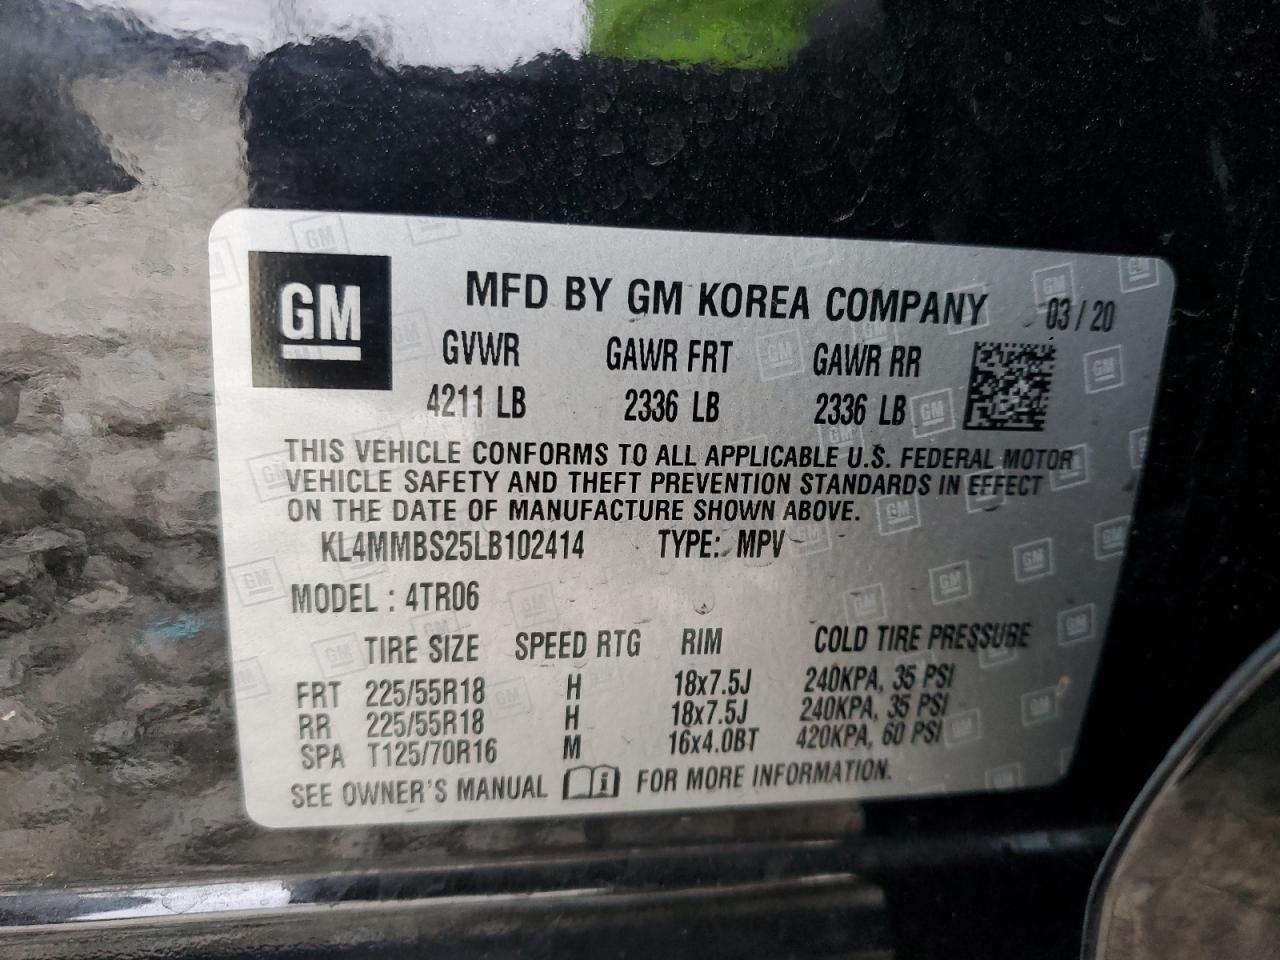 GM
MFD BY GM KOREA COMPANY 03/20
GVWR GAWR FRT GAWR RR
4211 LB 2336 LB 2336 LB
THIS VEHICLE CONFORMS TO ALL APPLICABLE U.S. FEDERAL MOTOR
VEHICLE SAFETY AND THEFT PREVENTION STANDARDS IN EFFECT
ON THE DATE OF MANUFACTURE SHOWN ABOVE.
KL4MMBS25LB102414 TYPE: MPV
MODEL : 4TR06
TIRE SIZE SPEED RTG RIM COLD TIRE PRESSURE
FRT 225/55R18 H 18x7.5J 240KPA, 35 PSI
RR 225/55R18 H 18x7.5J 240KPA, 35 PSI
SPA T125/70R16 M 16x4.0BT 420KPA, 60 PSI
SEE OWNER'S MANUAL i FOR MORE INFORMATION.